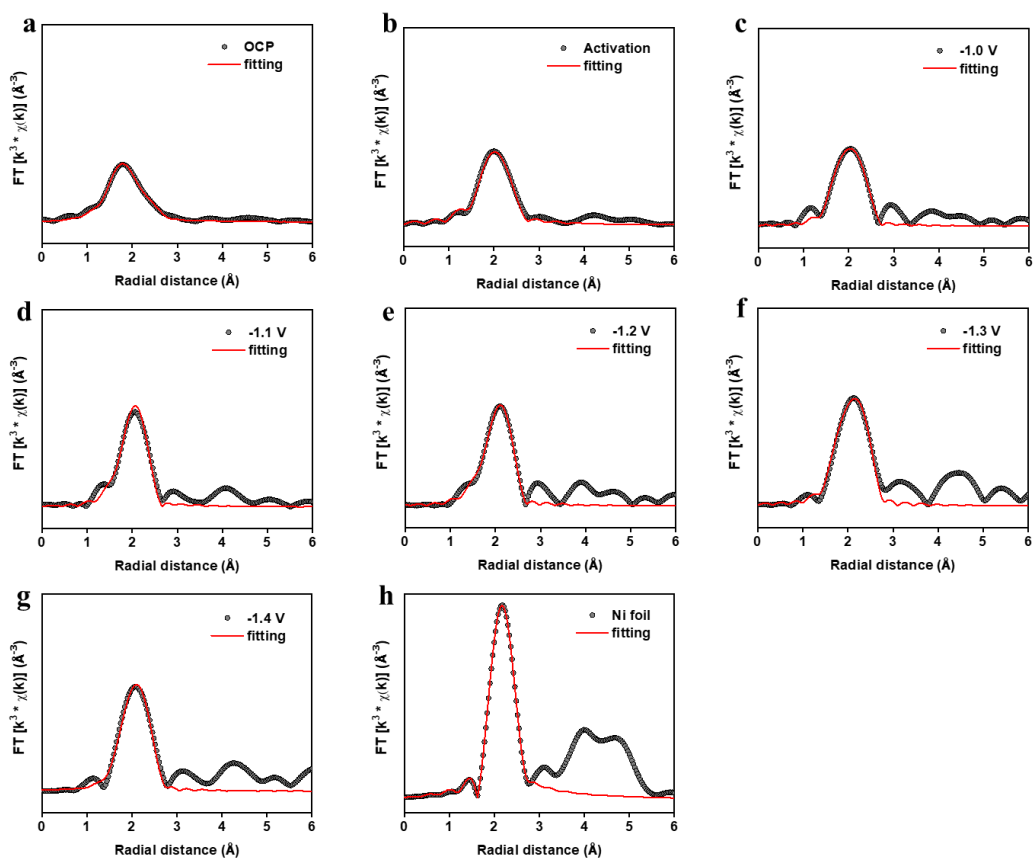 a
OCP
fitting
FT [k³ * χ(k)] (Å⁻³)
0 1 2 3 4 5 6
Radial distance (Å)
b
Activation
fitting
FT [k³ * χ(k)] (Å⁻³)
0 1 2 3 4 5 6
Radial distance (Å)
c
-1.0 V
fitting
FT [k³ * χ(k)] (Å⁻³)
0 1 2 3 4 5 6
Radial distance (Å)
d
-1.1 V
fitting
FT [k³ * χ(k)] (Å⁻³)
0 1 2 3 4 5 6
Radial distance (Å)
e
-1.2 V
fitting
FT [k³ * χ(k)] (Å⁻³)
0 1 2 3 4 5 6
Radial distance (Å)
f
-1.3 V
fitting
FT [k³ * χ(k)] (Å⁻³)
0 1 2 3 4 5 6
Radial distance (Å)
g
-1.4 V
fitting
FT [k³ * χ(k)] (Å⁻³)
0 1 2 3 4 5 6
Radial distance (Å)
h
Ni foil
fitting
FT [k³ * χ(k)] (Å⁻³)
0 1 2 3 4 5 6
Radial distance (Å)